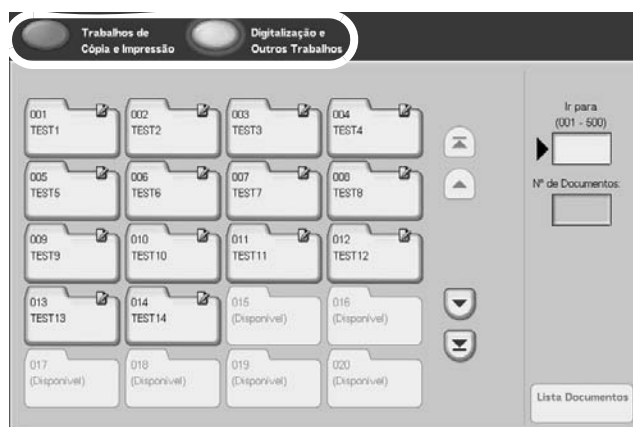 Trabalhos de
Cópia e Impressão
Digitalização e
Outros Trabalhos
001
TEST1
002
TEST2
003
TEST3
004
TEST4
005
TEST5
006
TEST6
007
TEST7
008
TEST8
009
TEST9
010
TEST10
011
TEST11
012
TEST12
013
TEST13
014
TEST14
015
(Disponível)
016
(Disponível)
017
(Disponível)
018
(Disponível)
019
(Disponível)
020
(Disponível)
Ir para
(001 - 500)
Nº de Documentos:
Lista Documentos